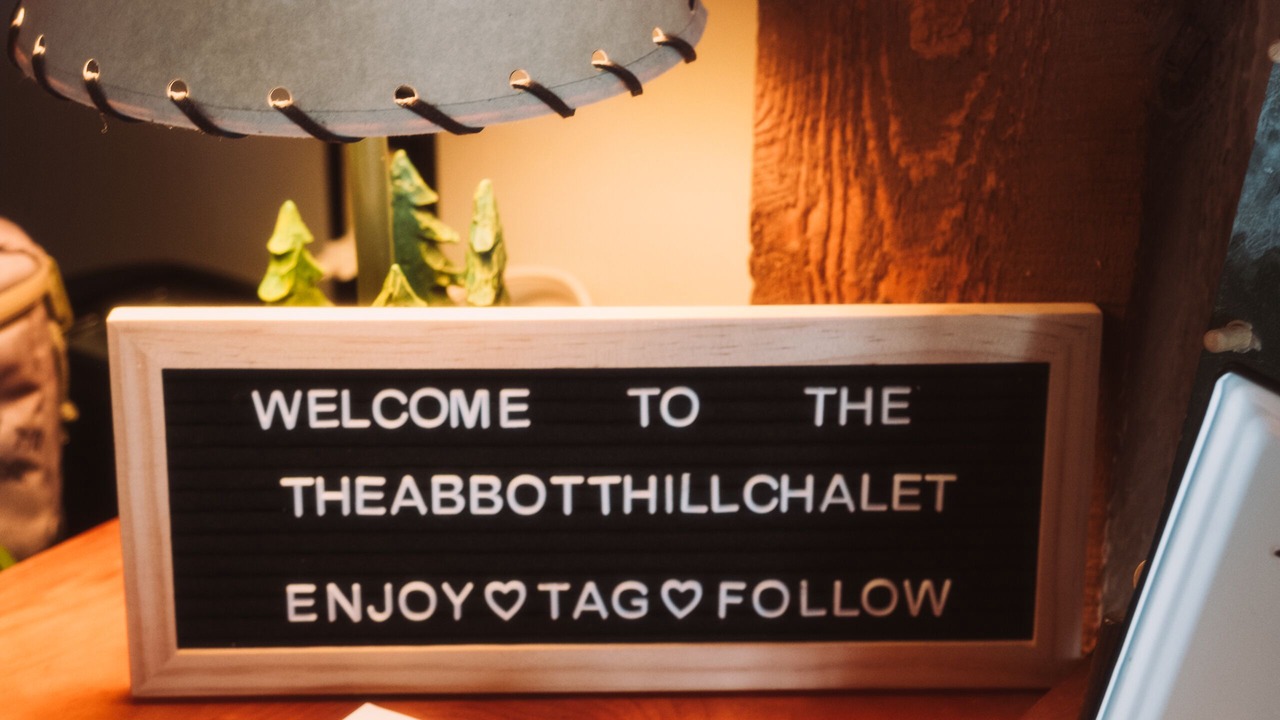 WELCOME TO THE
THEABBOTTHILLCHALET
ENJOY♡TAG♡FOLLOW